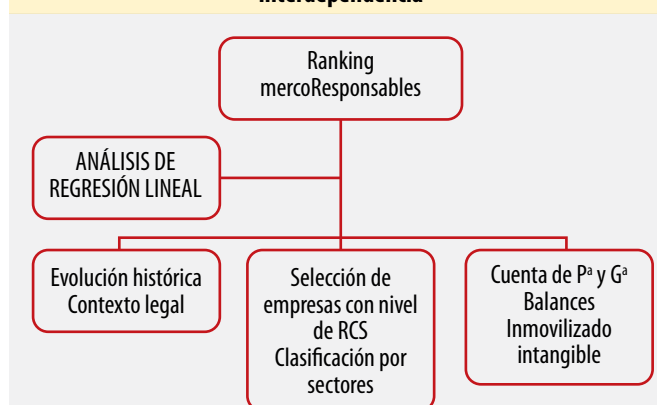 interdependencia
Ranking
mercoResponsables
ANÁLISIS DE
REGRESIÓN LINEAL
Evolución histórica
Contexto legal
Selección de
empresas con nivel
de RCS
Clasificación por
sectores
Cuenta de Pª y Gª
Balances
Inmovilizado
intangible